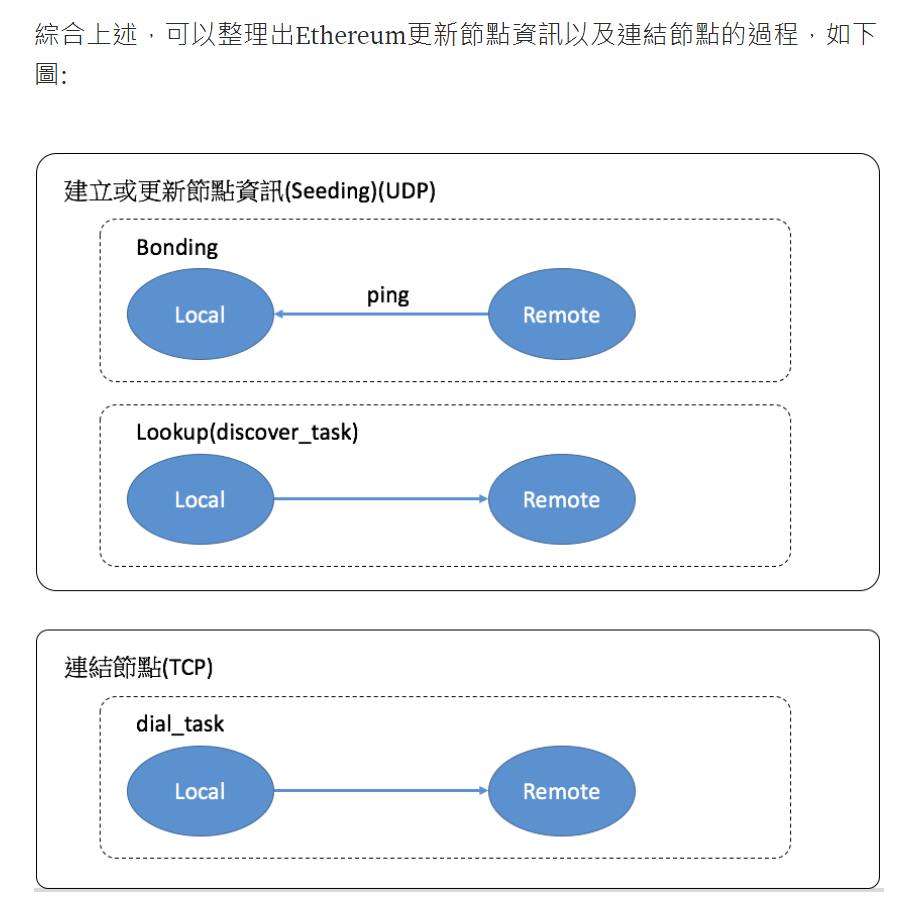 綜合上述，可以整理出Ethereum更新節點資訊以及連結節點的過程，如下
圖:
建立或更新節點資訊(Seeding)(UDP)
Bonding
Local
ping
Remote
Lookup(discover_task)
Local
Remote
連結節點(TCP)
dial_task
Local
Remote